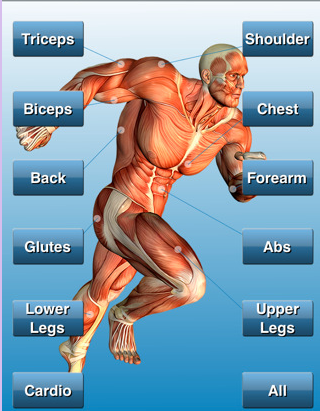 Triceps
Shoulder
Biceps
Chest
Back
Forearm
Glutes
Abs
Lower
Legs
Upper
Legs
Cardio
All